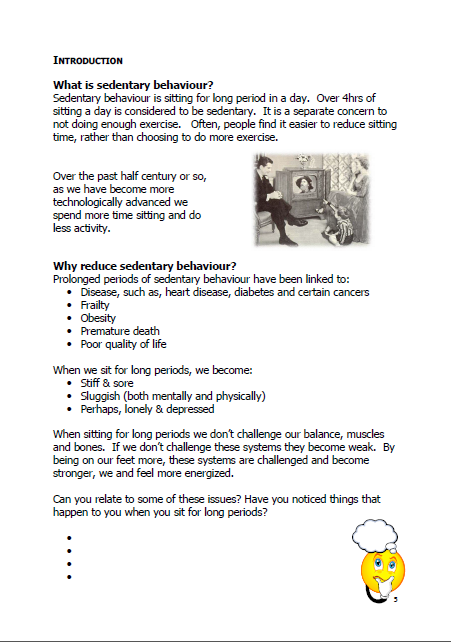 INTRODUCTION
What is sedentary behaviour?
Sedentary behaviour is sitting for long period in a day.  Over 4hrs of
sitting a day is considered to be sedentary.  It is a separate concern to
not doing enough exercise.  Often, people find it easier to reduce sitting
time, rather than choosing to do more exercise.
Over the past half century or so,
as we have become more
technologically advanced we
spend more time sitting and do
less activity.
Why reduce sedentary behaviour?
Prolonged periods of sedentary behaviour have been linked to:
• Disease, such as, heart disease, diabetes and certain cancers
• Frailty
• Obesity
• Premature death
• Poor quality of life
When we sit for long periods, we become:
• Stiff & sore
• Sluggish (both mentally and physically)
• Perhaps, lonely & depressed
When sitting for long periods we don’t challenge our balance, muscles
and bones.  If we don’t challenge these systems they become weak.  By
being on our feet more, these systems are challenged and become
stronger, we and feel more energized.
Can you relate to some of these issues? Have you noticed things that
happen to you when you sit for long periods?
•
•
•
•
3